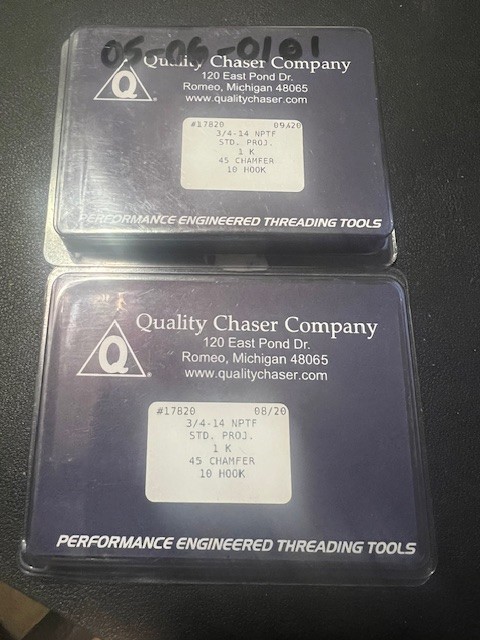 05-06-0101
Quality Chaser Company
120 East Pond Dr.
Romeo, Michigan 48065
www.qualitychaser.com
#17820 09X20
3/4-14 NPTF
STD. PROJ.
1 K
45 CHAMFER
10 HOOK
PERFORMANCE ENGINEERED THREADING TOOLS
Q
Quality Chaser Company
120 East Pond Dr.
Romeo, Michigan 48065
www.qualitychaser.com
Q
#17820 08/20
3/4-14 NPTF
STD. PROJ.
1 K
45 CHAMFER
10 HOOK
PERFORMANCE ENGINEERED THREADING TOOLS